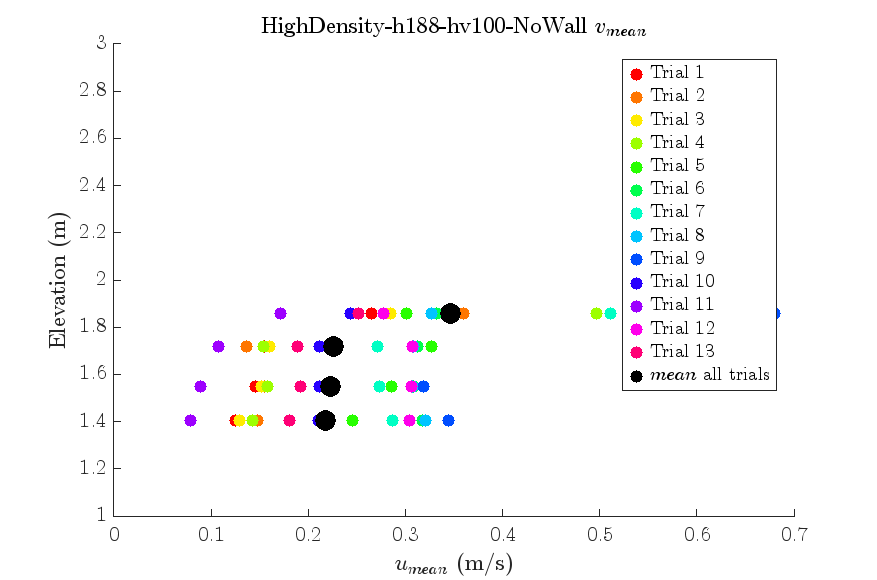 HighDensity-h188-hv100-NoWall v_mean
3
2.8
2.6
2.4
2.2
2
1.8
1.6
1.4
1.2
1
Elevation (m)
0 0.1 0.2 0.3 0.4 0.5 0.6 0.7
u_mean (m/s)
Trial 1
Trial 2
Trial 3
Trial 4
Trial 5
Trial 6
Trial 7
Trial 8
Trial 9
Trial 10
Trial 11
Trial 12
Trial 13
mean all trials